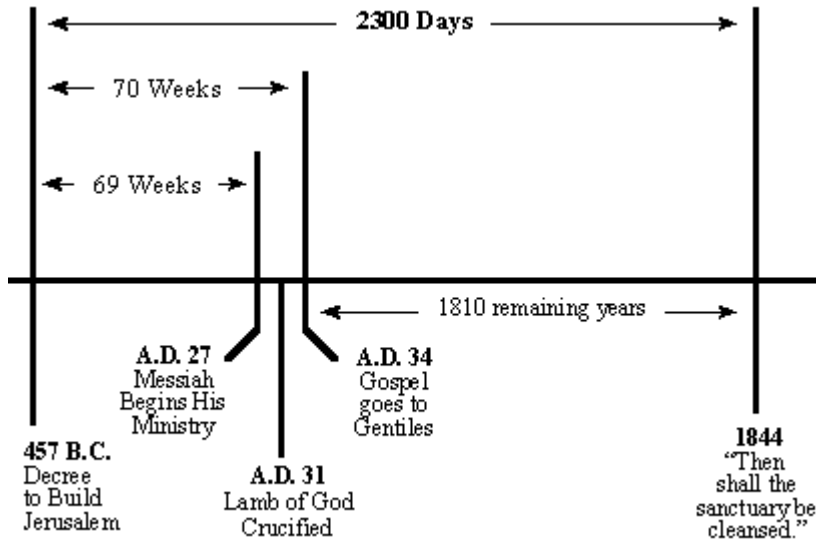 2300 Days
70 Weeks
69 Weeks
1810 remaining years
A.D. 27
Messiah
Begins His
Ministry
A.D. 34
Gospel
goes to
Gentiles
457 B.C.
Decree
to Build
Jerusalem
A.D. 31
Lamb of God
Crucified
1844
“Then
shall the
sanctuary be
cleansed.”